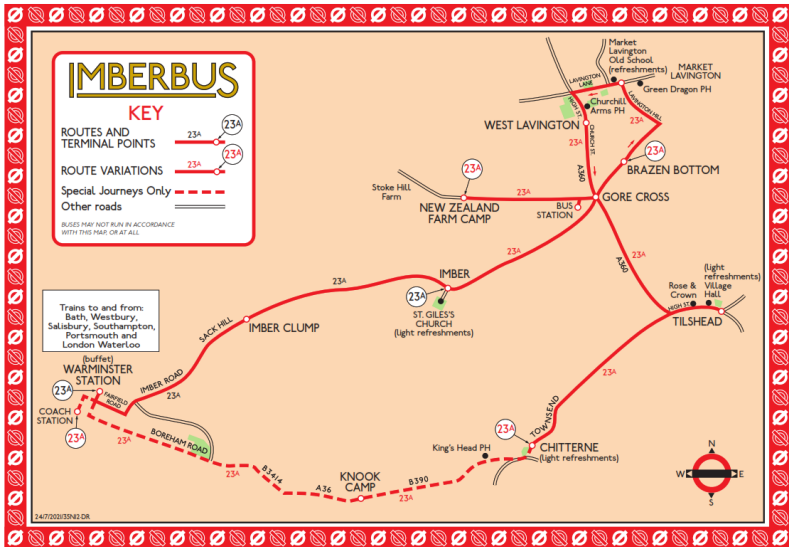 IMBERBUS
KEY
ROUTES AND
TERMINAL POINTS
23A
23A
ROUTE VARIATIONS
23A
23A
Special Journeys Only
Other roads
BUSES MAY NOT RUN IN ACCORDANCE
WITH THIS MAP, OR AT ALL
Market
Lavington
Old School
(refreshments)
MARKET
LAVINGTON
Green Dragon PH
LAVINGTON
LANE
HIGH ST.
Churchill
Arms PH
LAVINGTON HILL
23A
WEST LAVINGTON
CHURCH ST.
23A
A360
23A
BRAZEN BOTTOM
Stoke Hill
Farm
23A
23A
NEW ZEALAND
FARM CAMP
BUS
STATION
GORE CROSS
23A
A360
23A
IMBER
23A
23A
ST. GILES'S
CHURCH
(light refreshments)
(light
refreshments)
Village
Hall
Rose &
Crown
HIGH ST.
TILSHEAD
SACK HILL
IMBER CLUMP
Trains to and from:
Bath, Westbury,
Salisbury, Southampton,
Portsmouth and
London Waterloo
(buffet)
WARMINSTER
STATION
23A
FAIRFIELD
ROAD
IMBER ROAD
23A
COACH
STATION
23A
23A
BOREHAM ROAD
23A
B3414
A36
KNOOK
CAMP
23A
B390
King's Head PH
23A
TOWNSEND
23A
CHITTERNE
(light refreshments)
N
W
E
S
24/7/2021/35N12-DR